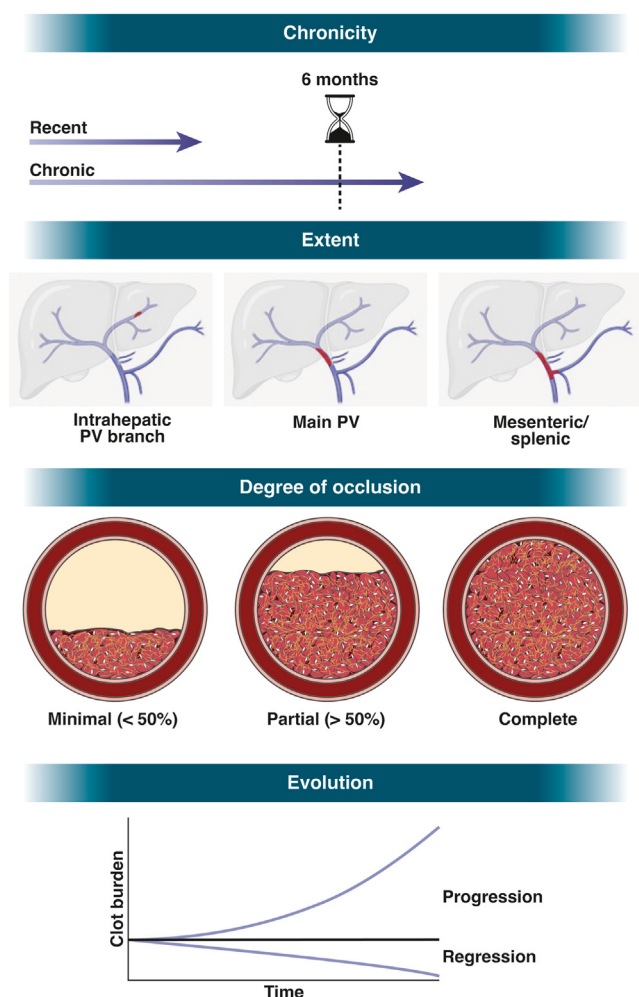 Chronicity
6 months
Recent
Chronic
Extent
Intrahepatic
PV branch
Main PV
Mesenteric/
splenic
Degree of occlusion
Minimal (< 50%)
Partial (> 50%)
Complete
Evolution
Clot burden
Progression
Regression
Time